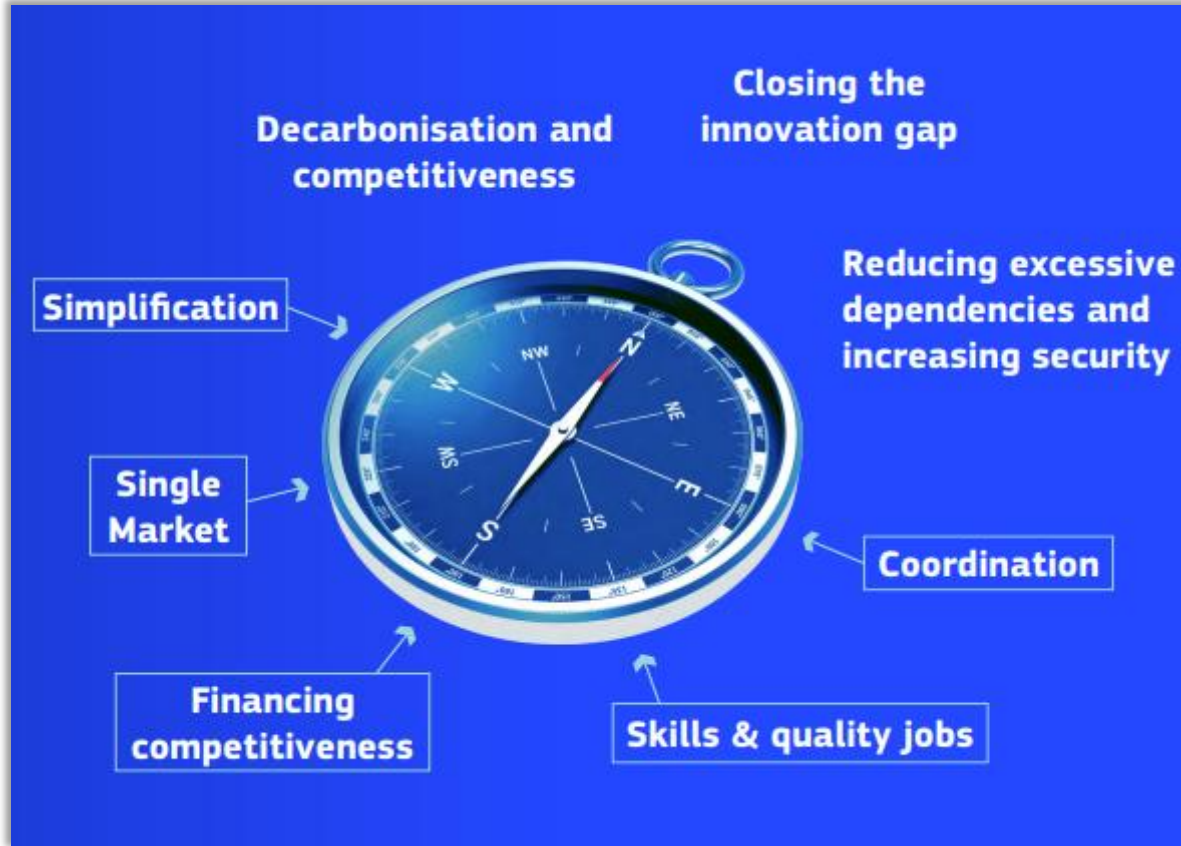 Closing the
innovation gap
Decarbonisation and
competitiveness
Reducing excessive
dependencies and
increasing security
Simplification
NW
N
W
NE
SW
E
S
SE
Single
Market
Coordination
Financing
competitiveness
Skills & quality jobs